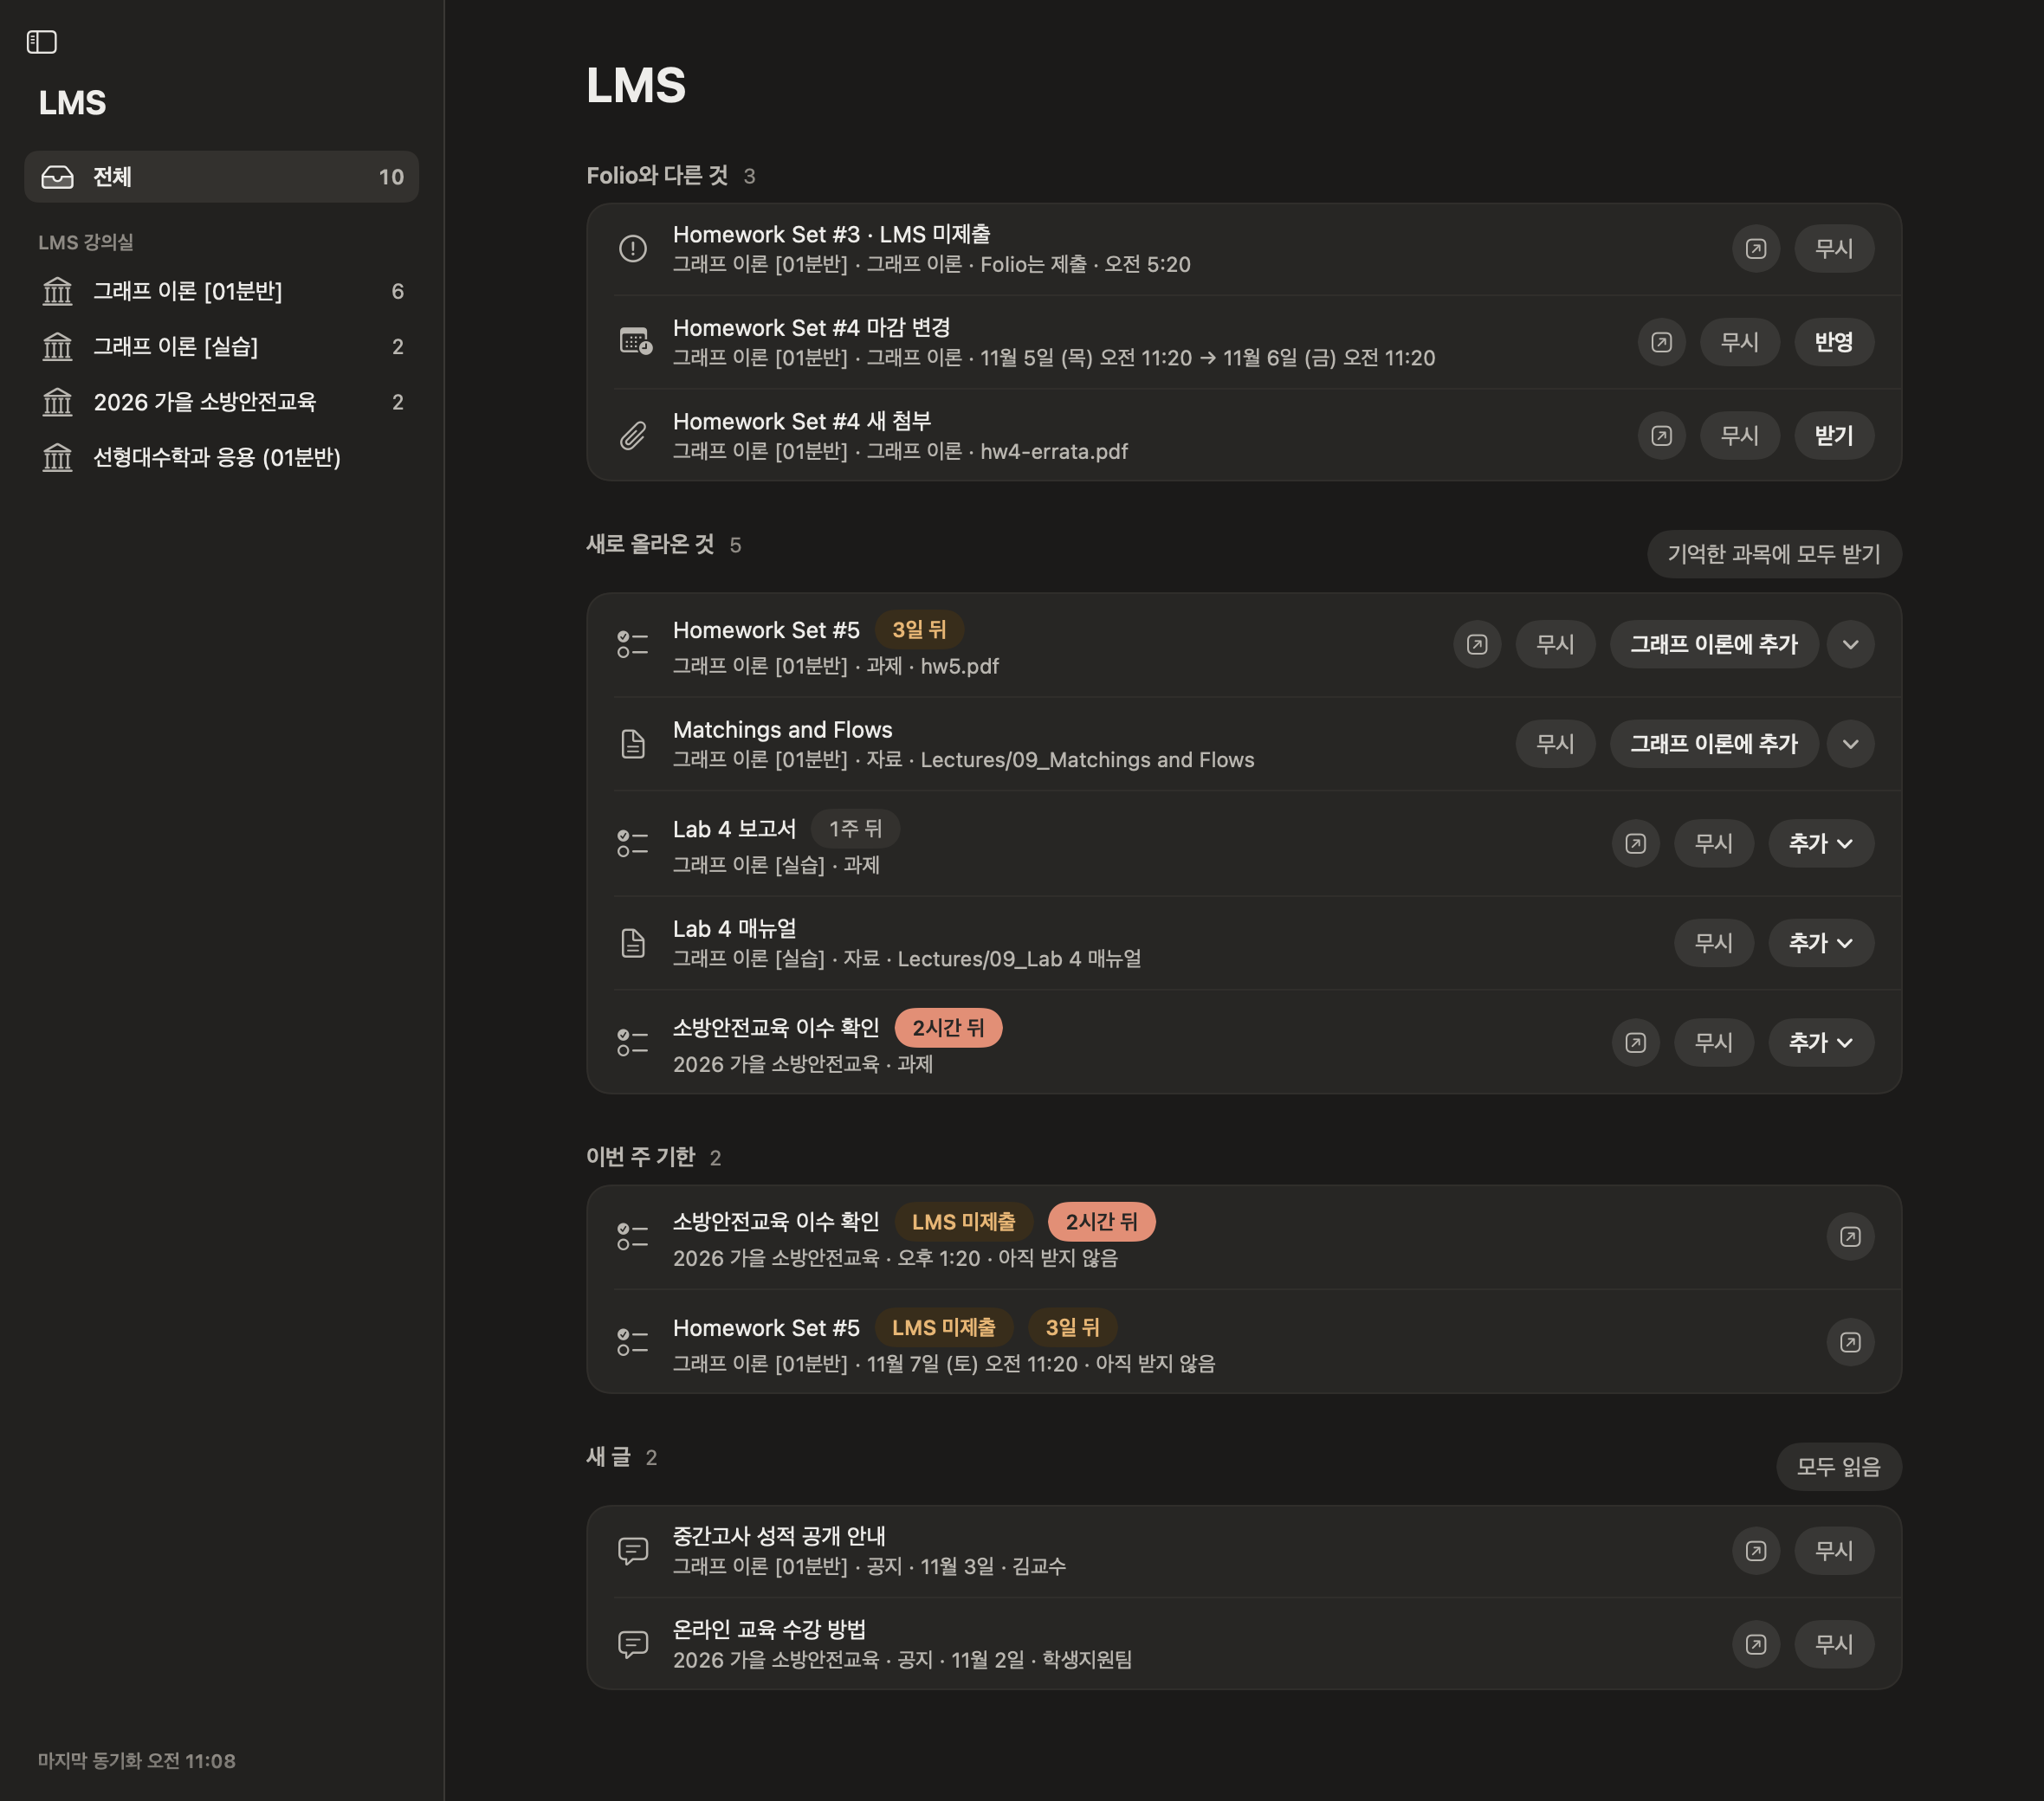 LMS
전체 10
LMS 강의실
그래프 이론 [01분반] 6
그래프 이론 [실습] 2
2026 가을 소방안전교육 2
선형대수학과 응용 (01분반)
마지막 동기화 오전 11:08
LMS
Folio와 다른 것 3
Homework Set #3 · LMS 미제출
그래프 이론 [01분반] · 그래프 이론 · Folio는 제출 · 오전 5:20
무시
Homework Set #4 마감 변경
그래프 이론 [01분반] · 그래프 이론 · 11월 5일 (목) 오전 11:20 → 11월 6일 (금) 오전 11:20
무시 반영
Homework Set #4 새 첨부
그래프 이론 [01분반] · 그래프 이론 · hw4-errata.pdf
무시 받기
새로 올라온 것 5
기억한 과목에 모두 받기
Homework Set #5 3일 뒤
그래프 이론 [01분반] · 과제 · hw5.pdf
무시 그래프 이론에 추가
Matchings and Flows
그래프 이론 [01분반] · 자료 · Lectures/09_Matchings and Flows
무시 그래프 이론에 추가
Lab 4 보고서 1주 뒤
그래프 이론 [실습] · 과제
무시 추가
Lab 4 매뉴얼
그래프 이론 [실습] · 자료 · Lectures/09_Lab 4 매뉴얼
무시 추가
소방안전교육 이수 확인 2시간 뒤
2026 가을 소방안전교육 · 과제
무시 추가
이번 주 기한 2
소방안전교육 이수 확인 LMS 미제출 2시간 뒤
2026 가을 소방안전교육 · 오후 1:20 · 아직 받지 않음
Homework Set #5 LMS 미제출 3일 뒤
그래프 이론 [01분반] · 11월 7일 (토) 오전 11:20 · 아직 받지 않음
새 글 2
모두 읽음
중간고사 성적 공개 안내
그래프 이론 [01분반] · 공지 · 11월 3일 · 김교수
무시
온라인 교육 수강 방법
2026 가을 소방안전교육 · 공지 · 11월 2일 · 학생지원팀
무시